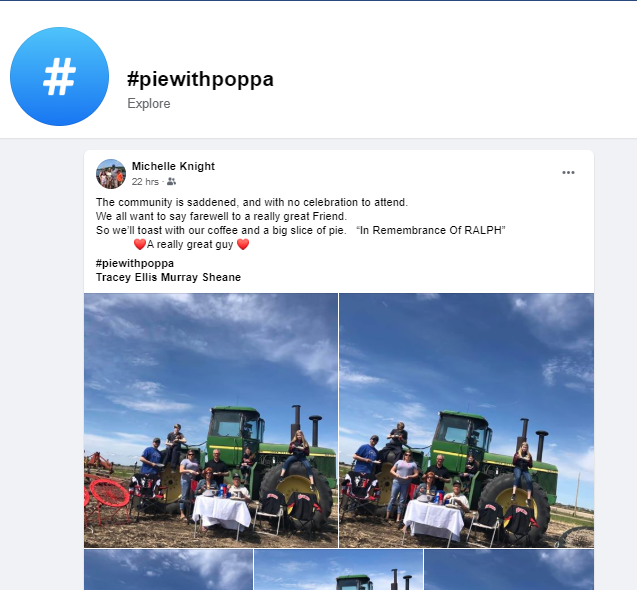 #
#piewithpoppa
Explore
Michelle Knight
22 hrs ·
The community is saddened, and with no celebration to attend.
We all want to say farewell to a really great Friend.
So we'll toast with our coffee and a big slice of pie. “In Remembrance Of RALPH”
❤️A really great guy ❤️
#piewithpoppa
Tracey Ellis Murray Sheane